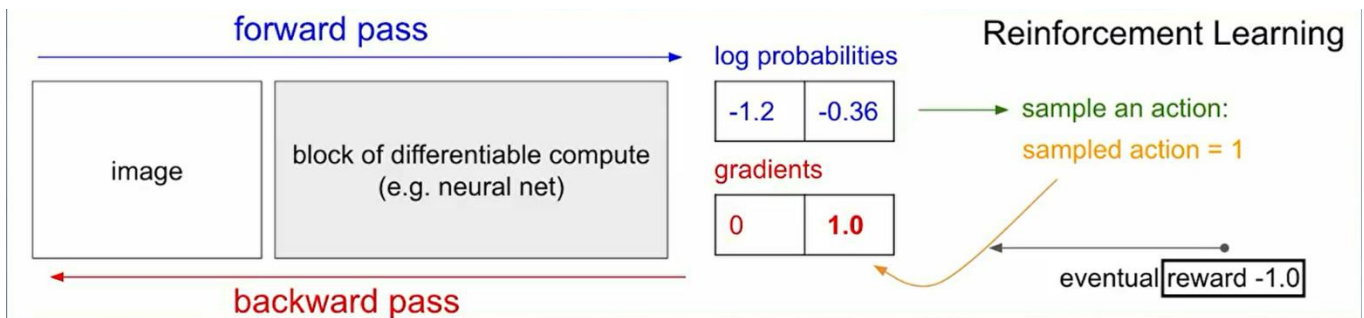 forward pass
Reinforcement Learning
log probabilities
-1.2 -0.36
sample an action:
sampled action = 1
image
block of differentiable compute
(e.g. neural net)
gradients
0 1.0
eventual reward -1.0
backward pass